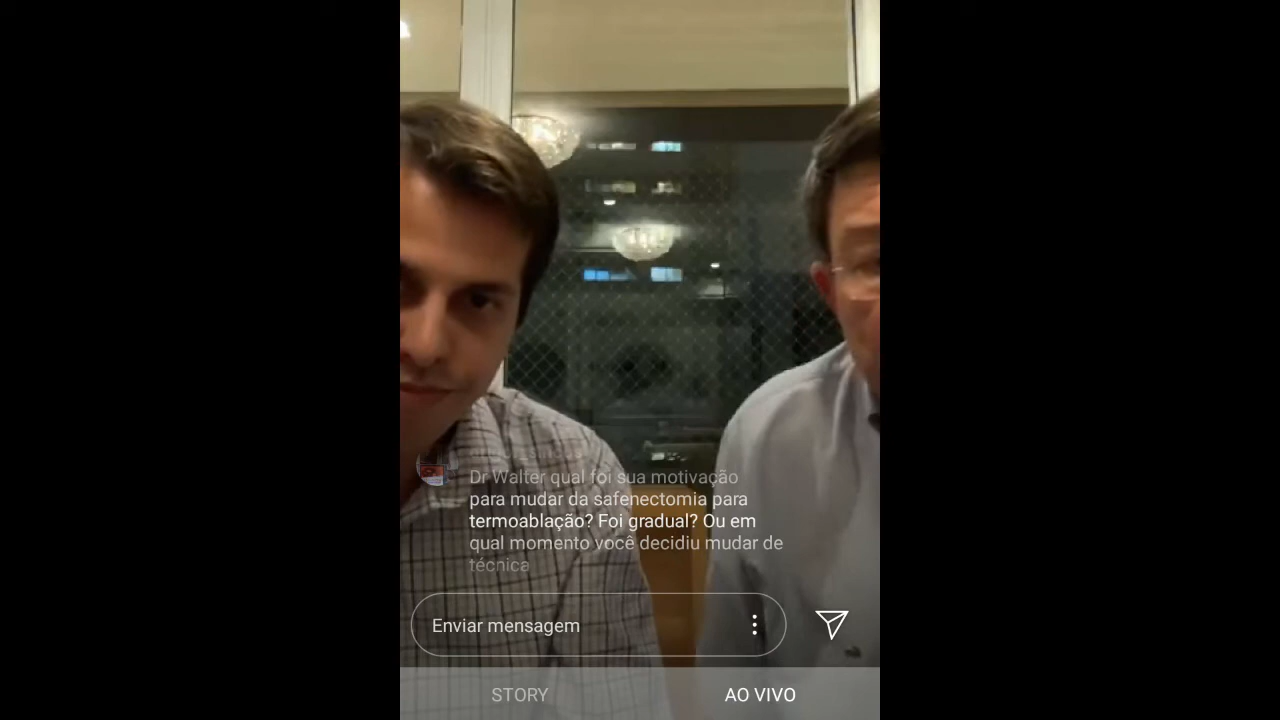 Dr Walter qual foi sua motivação
para mudar da safenectomia para
termoablação? Foi gradual? Ou em
qual momento você decidiu mudar de
técnica
Enviar mensagem
STORY
AO VIVO